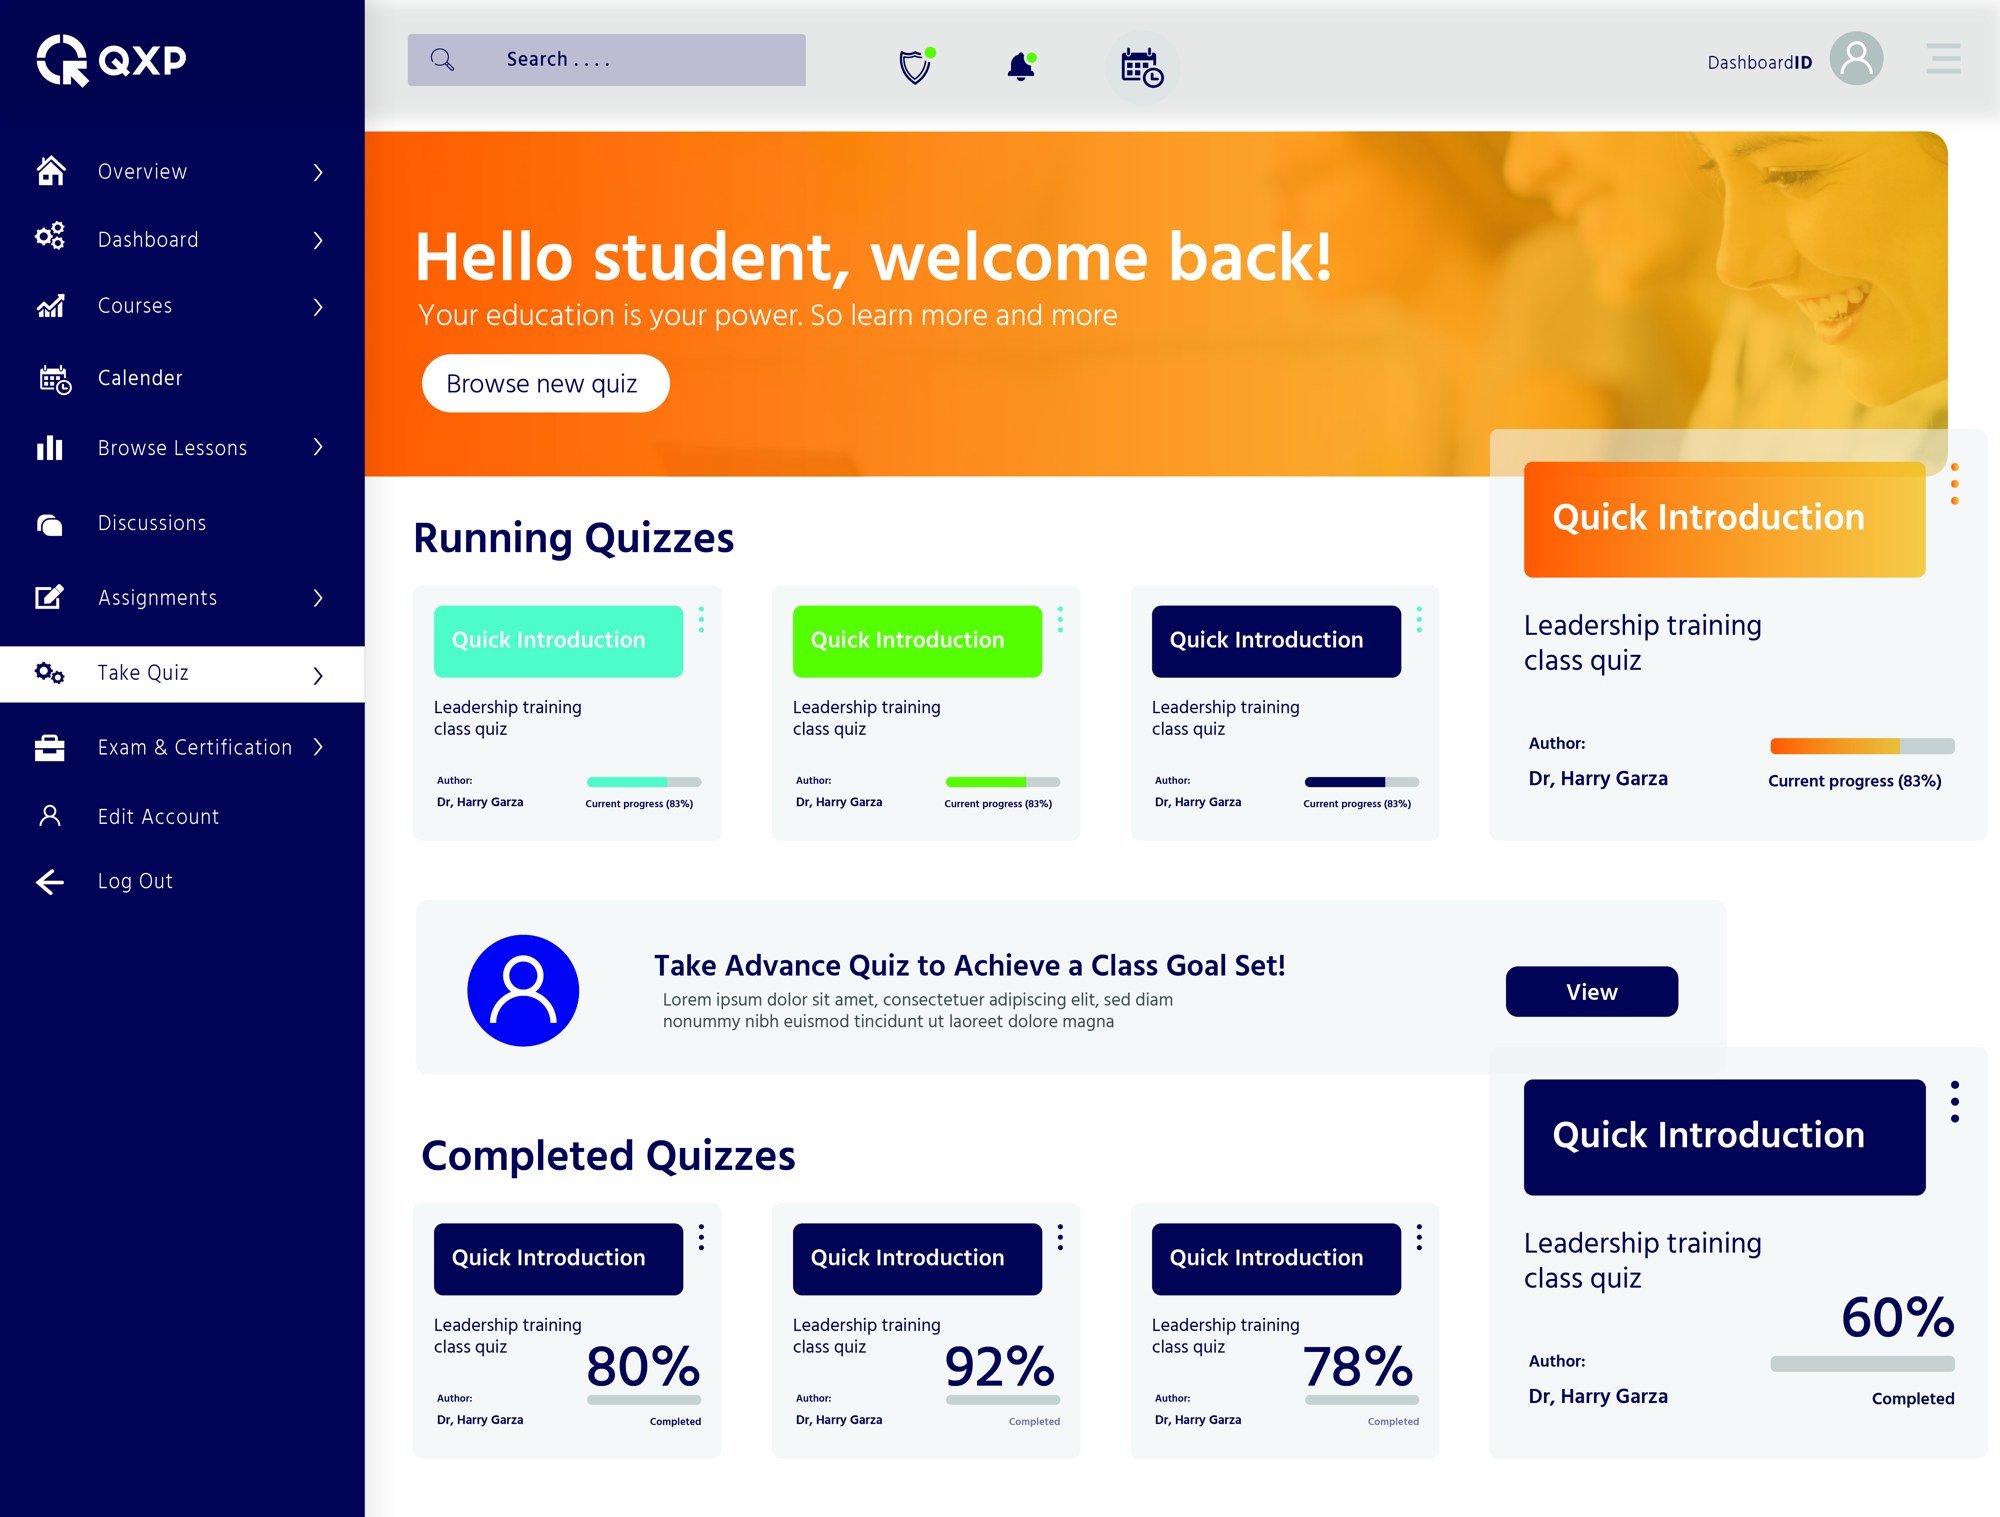 QXP
Search . . . .
DashboardID
Overview
Dashboard
Courses
Calender
Browse Lessons
Discussions
Assignments
Take Quiz
Exam & Certification
Edit Account
Log Out
Hello student, welcome back!
Your education is your power. So learn more and more
Browse new quiz
Running Quizzes
Quick Introduction
Leadership training
class quiz
Author:
Dr, Harry Garza
Current progress (83%)
Quick Introduction
Leadership training
class quiz
Author:
Dr, Harry Garza
Current progress (83%)
Quick Introduction
Leadership training
class quiz
Author:
Dr, Harry Garza
Current progress (83%)
Quick Introduction
Leadership training
class quiz
Author:
Dr, Harry Garza
Current progress (83%)
Take Advance Quiz to Achieve a Class Goal Set!
Lorem ipsum dolor sit amet, consectetuer adipiscing elit, sed diam
nonummy nibh euismod tincidunt ut laoreet dolore magna
View
Completed Quizzes
Quick Introduction
Leadership training
class quiz
80%
Author:
Dr, Harry Garza
Completed
Quick Introduction
Leadership training
class quiz
92%
Author:
Dr, Harry Garza
Completed
Quick Introduction
Leadership training
class quiz
78%
Author:
Dr, Harry Garza
Completed
Quick Introduction
Leadership training
class quiz
60%
Author:
Dr, Harry Garza
Completed